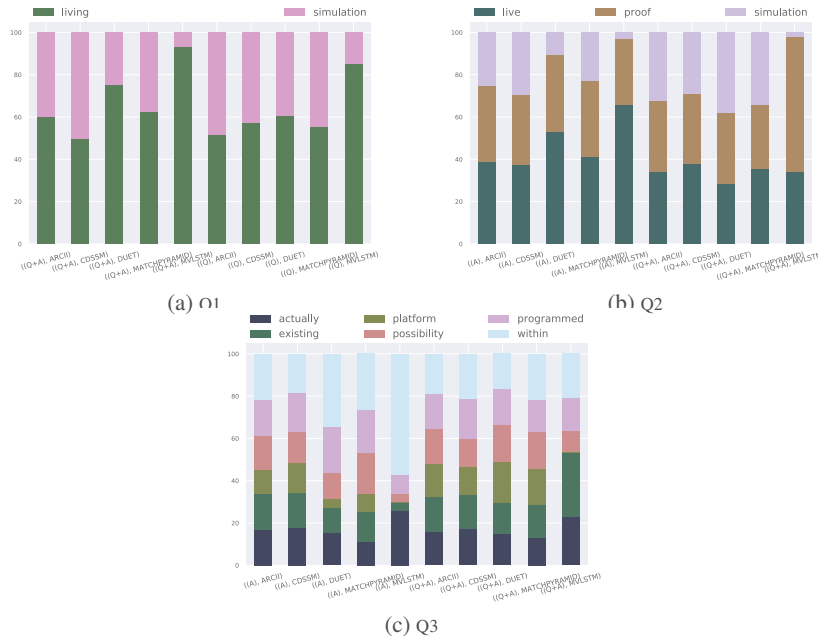 living simulation
100
80
60
40
20
0
((Q+A), ARCII) ((Q+A), CDSSM) ((Q+A), DUET) ((Q+A), MATCHPYRAMID) ((Q+A), MVLSTM) ((Q), ARCII) ((Q), CDSSM) ((Q), DUET) ((Q), MATCHPYRAMID) ((Q), MVLSTM)
(a) Q1
live proof simulation
100
80
60
40
20
0
((A), ARCII) ((A), CDSSM) ((A), DUET) ((A), MATCHPYRAMID) ((A), MVLSTM) ((Q+A), ARCII) ((Q+A), CDSSM) ((Q+A), DUET) ((Q+A), MATCHPYRAMID) ((Q+A), MVLSTM)
(b) Q2
actually platform programmed
existing possibility within
100
80
60
40
20
0
((A), ARCII) ((A), CDSSM) ((A), DUET) ((A), MATCHPYRAMID) ((A), MVLSTM) ((Q+A), ARCII) ((Q+A), CDSSM) ((Q+A), DUET) ((Q+A), MATCHPYRAMID) ((Q+A), MVLSTM)
(c) Q3